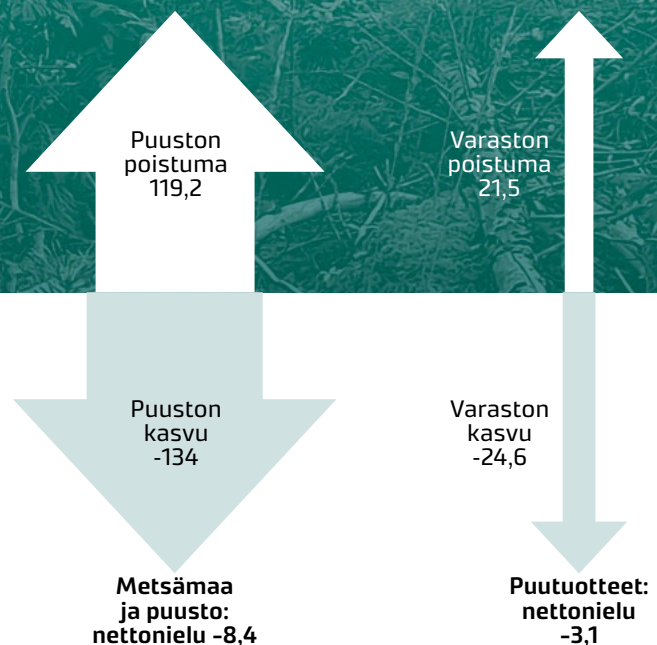 Puuston
poistuma
119,2
Varaston
poistuma
21,5
Puuston
kasvu
-134
Varaston
kasvu
-24,6
Metsämaa
ja puusto:
nettonielu -8,4
Puutuotteet:
nettonielu
-3,1